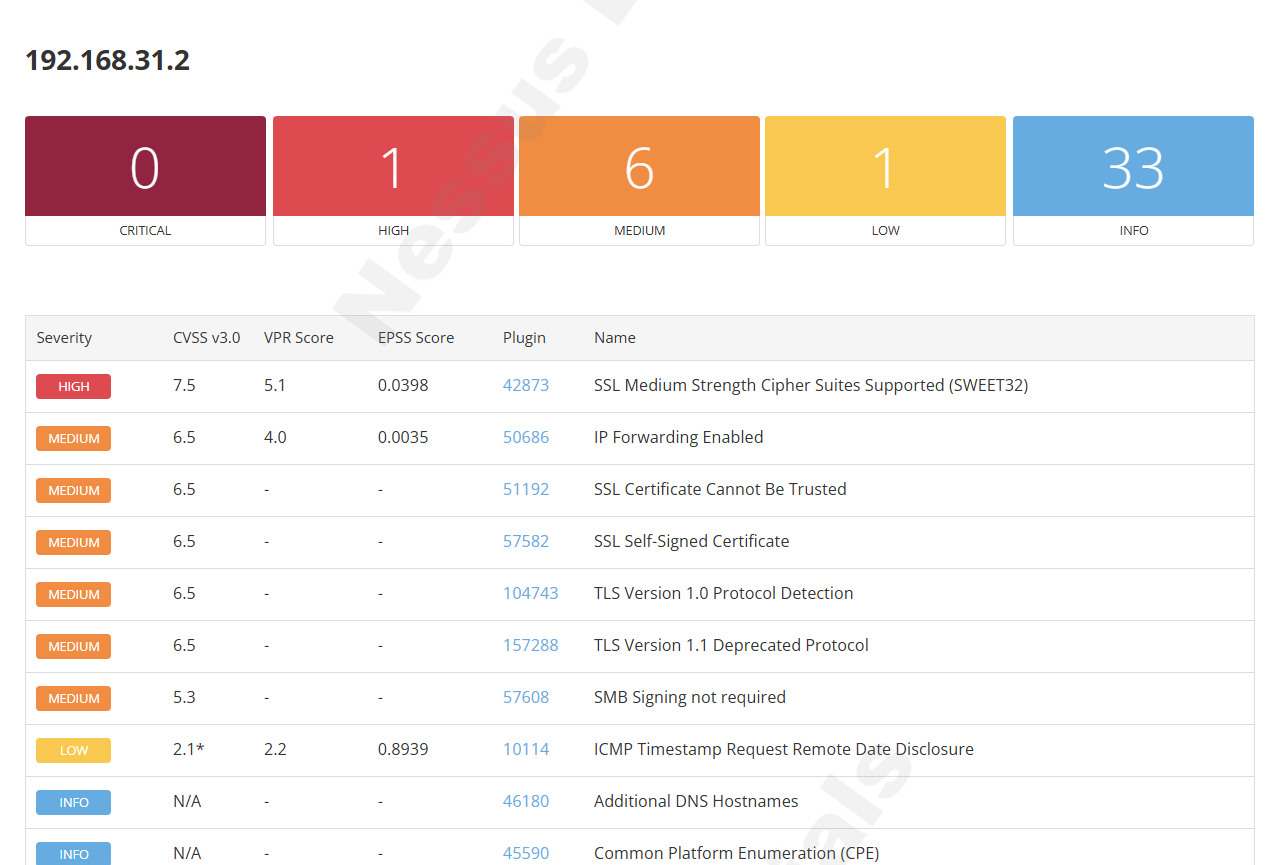 192.168.31.2
0 1 6 1 33
CRITICAL HIGH MEDIUM LOW INFO
Severity CVSS v3.0 VPR Score EPSS Score Plugin Name
HIGH 7.5 5.1 0.0398 42873 SSL Medium Strength Cipher Suites Supported (SWEET32)
MEDIUM 6.5 4.0 0.0035 50686 IP Forwarding Enabled
MEDIUM 6.5 - - 51192 SSL Certificate Cannot Be Trusted
MEDIUM 6.5 - - 57582 SSL Self-Signed Certificate
MEDIUM 6.5 - - 104743 TLS Version 1.0 Protocol Detection
MEDIUM 6.5 - - 157288 TLS Version 1.1 Deprecated Protocol
MEDIUM 5.3 - - 57608 SMB Signing not required
LOW 2.1* 2.2 0.8939 10114 ICMP Timestamp Request Remote Date Disclosure
INFO N/A - - 46180 Additional DNS Hostnames
INFO N/A - - 45590 Common Platform Enumeration (CPE)
Nessus
als